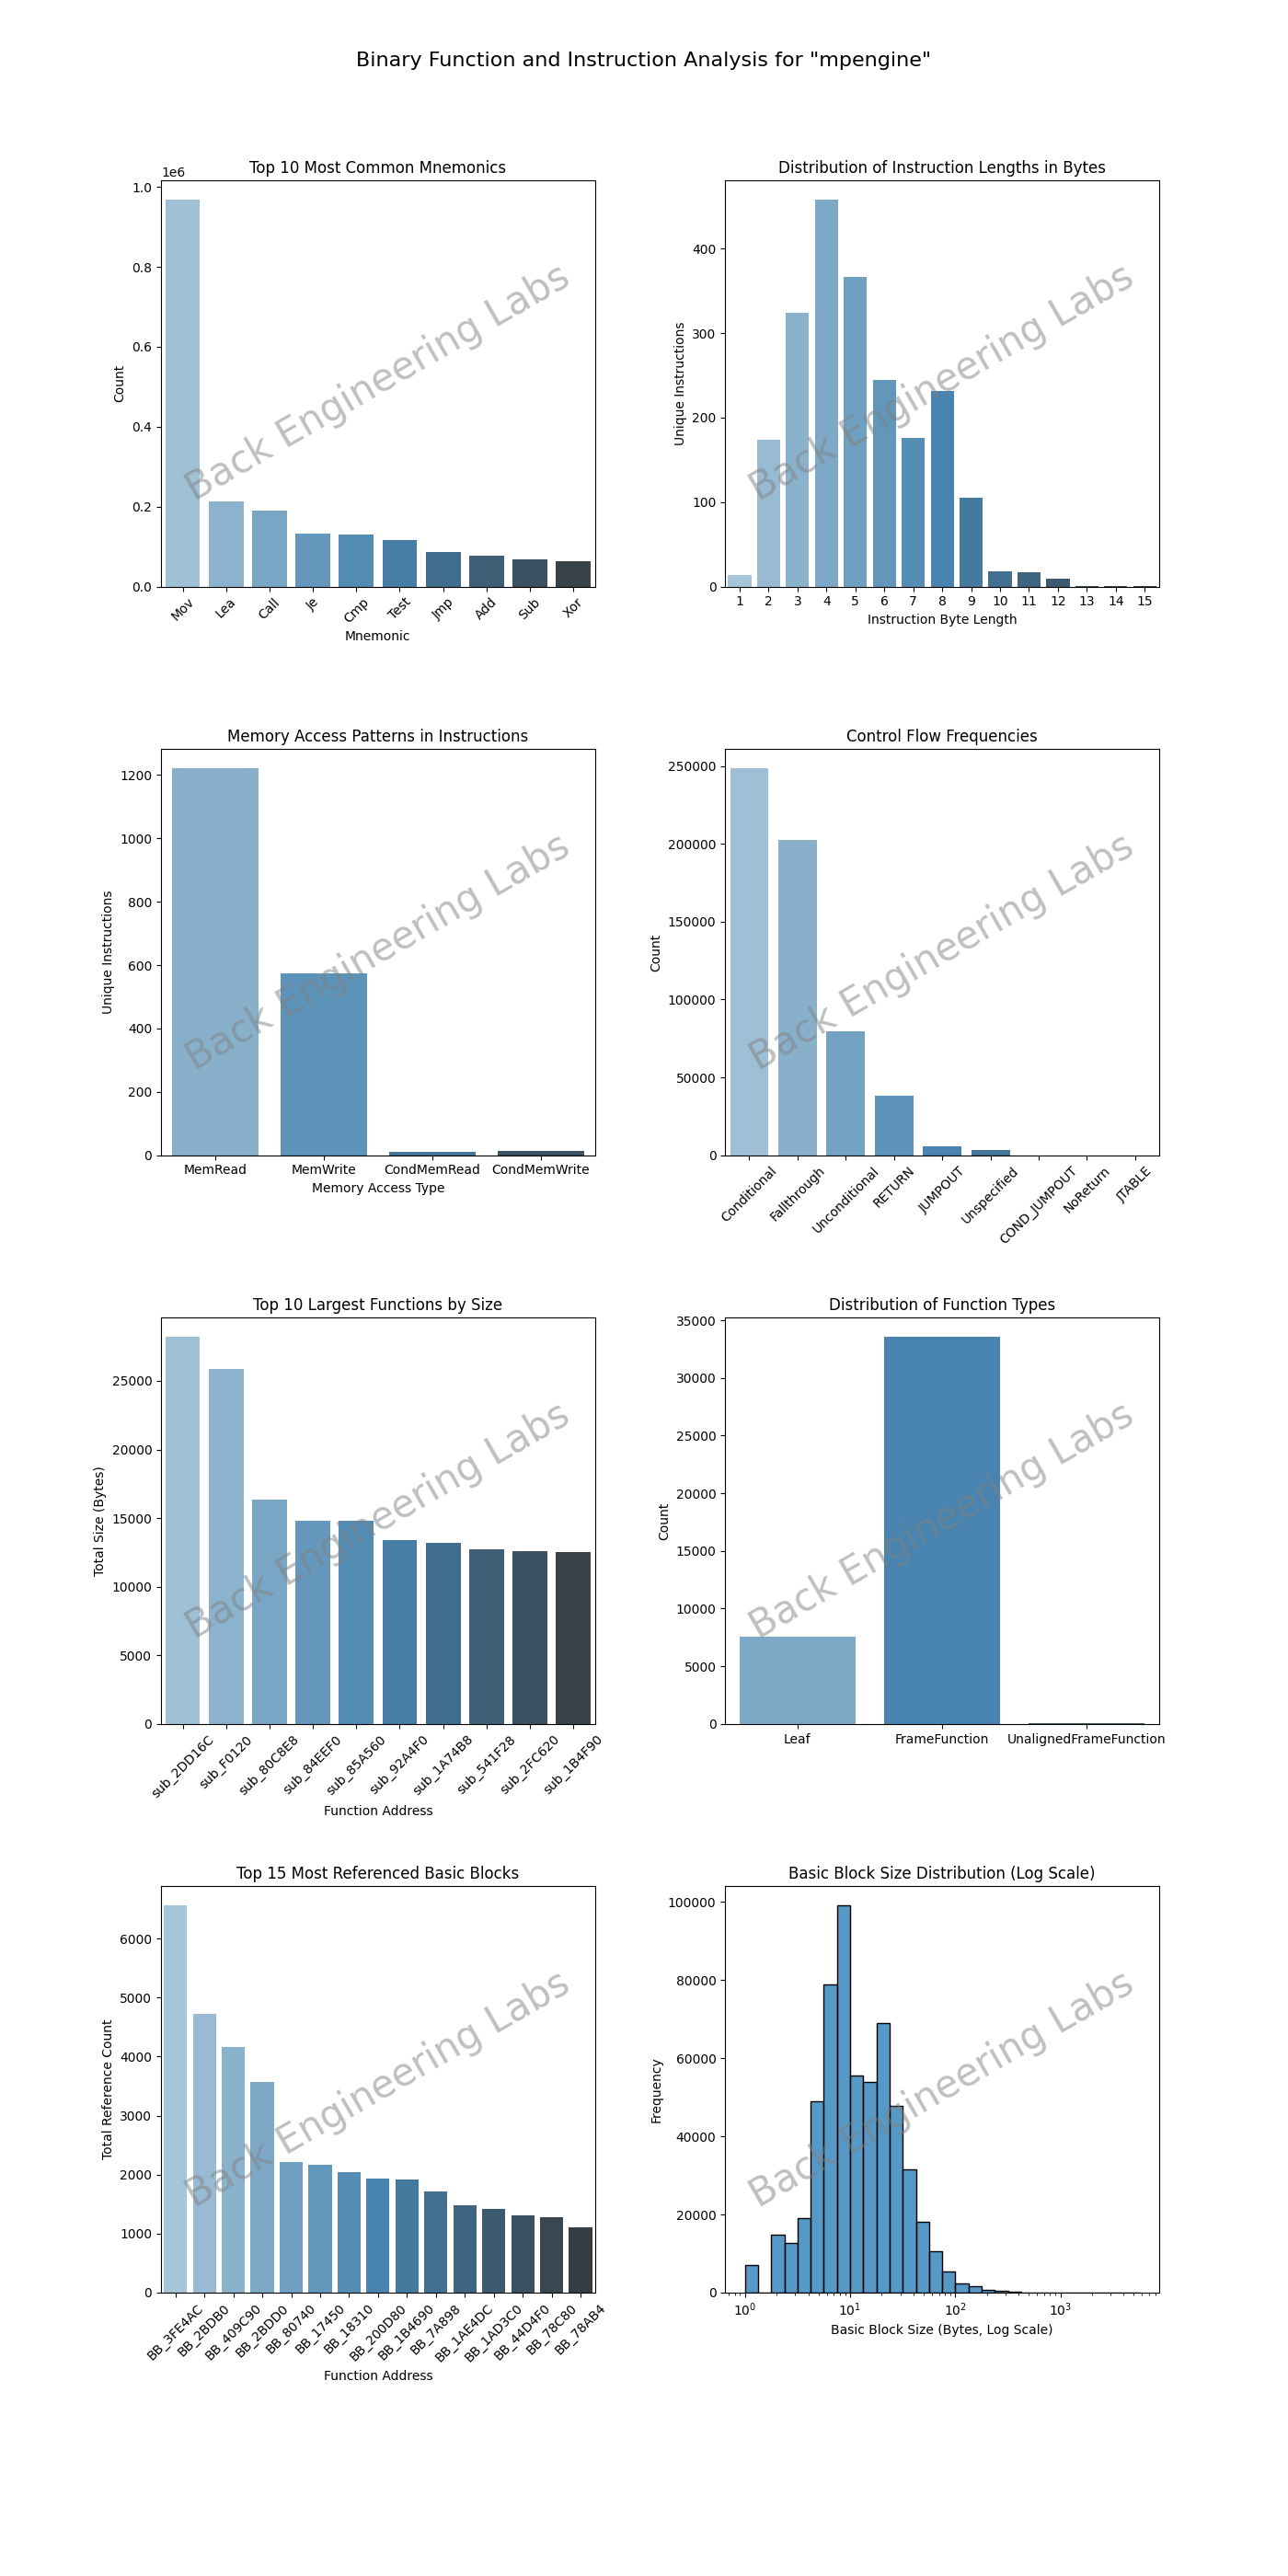 Binary Function and Instruction Analysis for "mpengine"
Top 10 Most Common Mnemonics
1e6
1.0
0.8
0.6
0.4
0.2
0.0
Count
Mov Lea Call Je Cmp Test Jmp Add Sub Xor
Mnemonic
Back Engineering Labs
Distribution of Instruction Lengths in Bytes
400
300
200
100
0
Unique Instructions
1 2 3 4 5 6 7 8 9 10 11 12 13 14 15
Instruction Byte Length
Back Engineering Labs
Memory Access Patterns in Instructions
1200
1000
800
600
400
200
0
Unique Instructions
MemRead MemWrite CondMemRead CondMemWrite
Memory Access Type
Back Engineering Labs
Control Flow Frequencies
250000
200000
150000
100000
50000
0
Count
Conditional Fallthrough Unconditional RETURN JUMPOUT Unspecified COND_JUMPOUT NoReturn JTABLE
Back Engineering Labs
Top 10 Largest Functions by Size
25000
20000
15000
10000
5000
0
Total Size (Bytes)
sub_2DD16C sub_F0120 sub_80C8E8 sub_84EEF0 sub_85A560 sub_92A4F0 sub_1A74B8 sub_541F28 sub_2FC620 sub_1B4F90
Function Address
Back Engineering Labs
Distribution of Function Types
35000
30000
25000
20000
15000
10000
5000
0
Count
Leaf FrameFunction UnalignedFrameFunction
Back Engineering Labs
Top 15 Most Referenced Basic Blocks
6000
5000
4000
3000
2000
1000
0
Total Reference Count
BB_3FE4AC BB_2BDB0 BB_409C90 BB_2BDD0 BB_80740 BB_17450 BB_18310 BB_200D80 BB_1B4690 BB_7A898 BB_1AE4DC BB_1AD3C0 BB_44D4F0 BB_78C80 BB_78AB4
Function Address
Back Engineering Labs
Basic Block Size Distribution (Log Scale)
100000
80000
60000
40000
20000
0
Frequency
10⁰ 10¹ 10² 10³
Basic Block Size (Bytes, Log Scale)
Back Engineering Labs